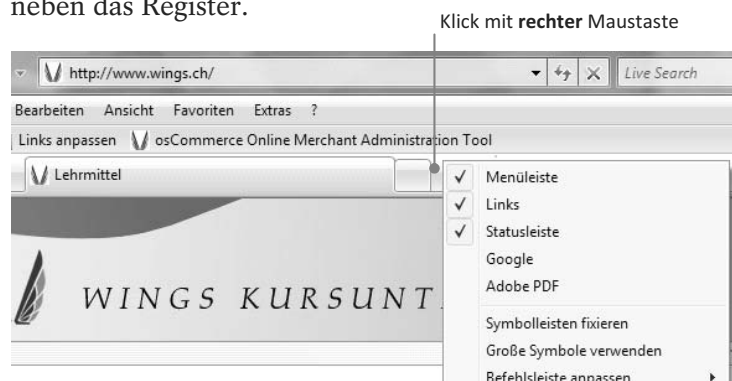 neben das Register.
Klick mit rechter Maustaste
http://www.wings.ch/
Live Search
Bearbeiten Ansicht Favoriten Extras ?
Links anpassen osCommerce Online Merchant Administration Tool
Lehrmittel
Menüleiste
Links
Statusleiste
Google
Adobe PDF
WINGS KURSUNT
Symbolleisten fixieren
Große Symbole verwenden
Befehlsleiste anpassen